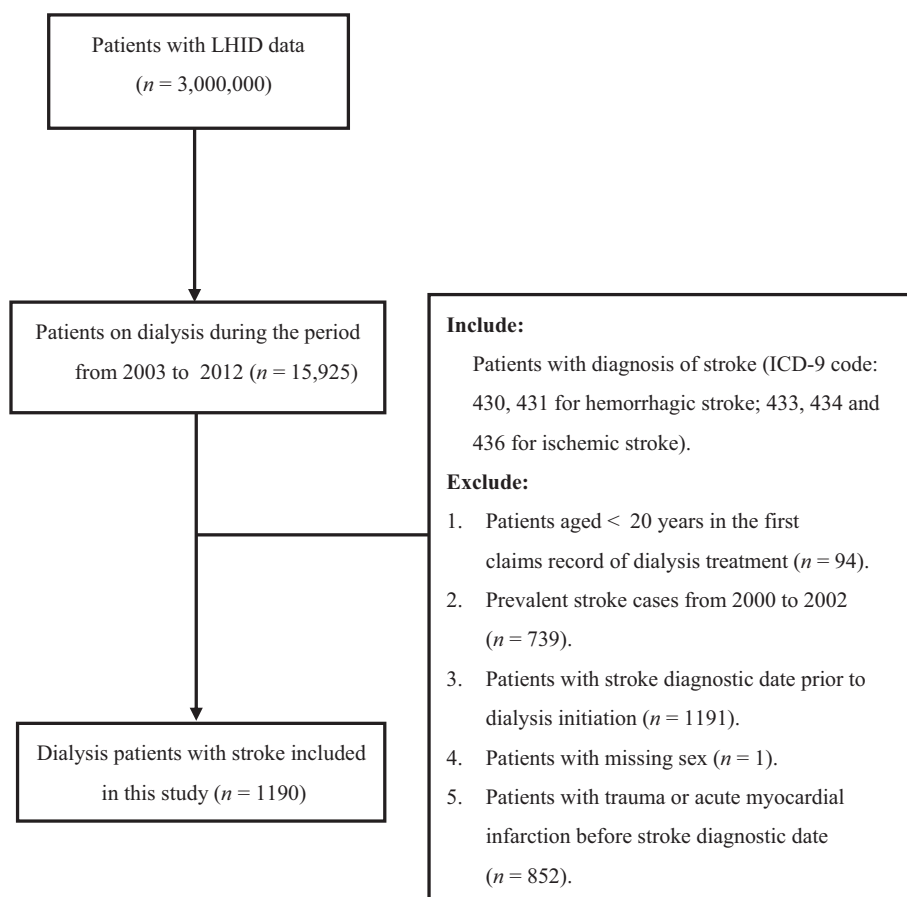 Patients with LHID data
(n = 3,000,000)
Patients on dialysis during the period
from 2003 to 2012 (n = 15,925)
Include:
Patients with diagnosis of stroke (ICD-9 code:
430, 431 for hemorrhagic stroke; 433, 434 and
436 for ischemic stroke).
Exclude:
1. Patients aged < 20 years in the first
claims record of dialysis treatment (n = 94).
2. Prevalent stroke cases from 2000 to 2002
(n = 739).
3. Patients with stroke diagnostic date prior to
dialysis initiation (n = 1191).
4. Patients with missing sex (n = 1).
5. Patients with trauma or acute myocardial
infarction before stroke diagnostic date
(n = 852).
Dialysis patients with stroke included
in this study (n = 1190)